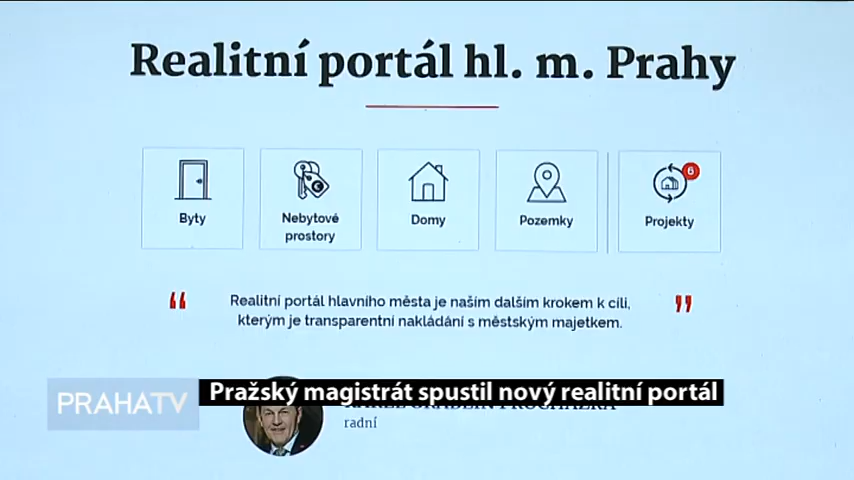 Realitní portál hl. m. Prahy
6
Byty
Nebytové
prostory
Domy
Pozemky
Projekty
Realitní portál hlavního města je naším dalším krokem k cíli,
kterým je transparentní nakládání s městským majetkem.
PRAHATV
Pražský magistrát spustil nový realitní portál
radní